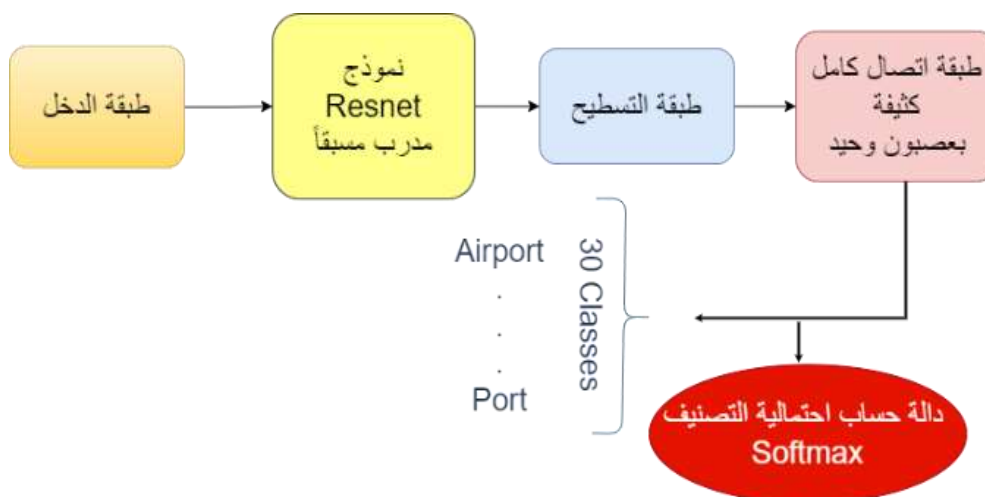 طبقة الدخل
نموذج
Resnet
مدرب مسبقاً
طبقة التسطيح
طبقة اتصال كامل
كثيفة
بعصبون وحيد
Airport
.
.
.
Port
30 Classes
دالة حساب احتمالية التصنيف
Softmax